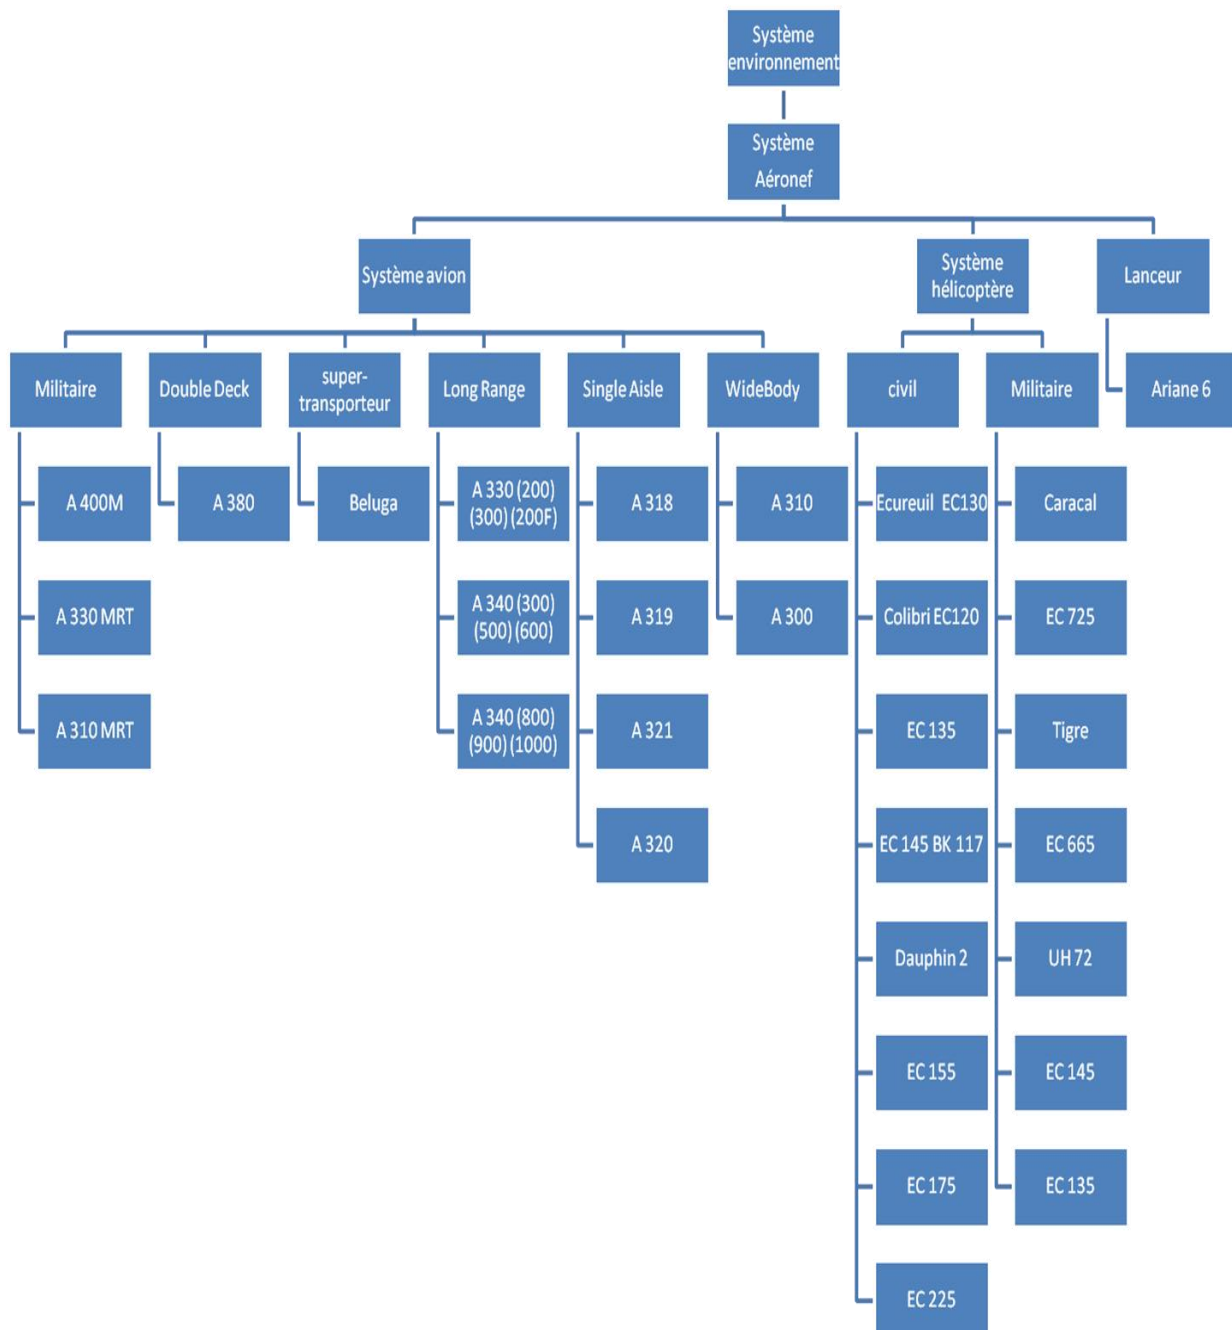 Système
environnement
Système
Aéronef
Système avion
Système
hélicoptère
Lanceur
Militaire
Double Deck
super-
transporteur
Long Range
Single Aisle
WideBody
civil
Militaire
Ariane 6
A 400M
A 380
Beluga
A 330 (200)
(300) (200F)
A 318
A 310
Ecureuil EC130
Caracal
A 330 MRT
A 340 (300)
(500) (600)
A 319
A 300
Colibri EC120
EC 725
A 310 MRT
A 340 (800)
(900) (1000)
A 321
EC 135
Tigre
A 320
EC 145 BK 117
EC 665
Dauphin 2
UH 72
EC 155
EC 145
EC 175
EC 135
EC 225